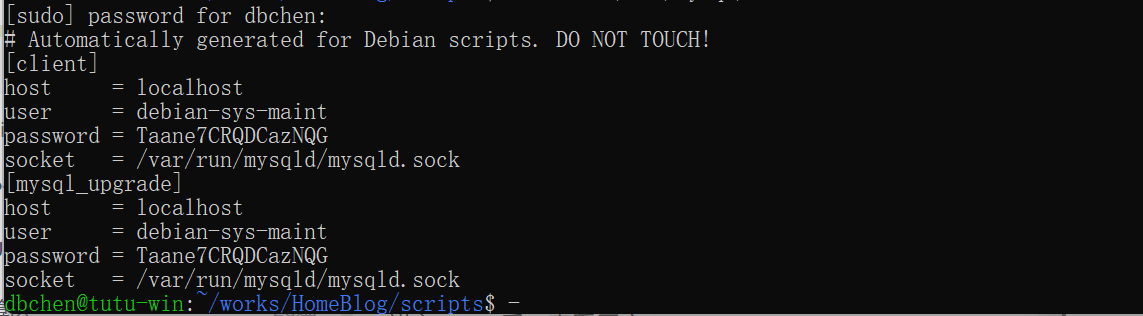 [sudo] password for dbchen:
# Automatically generated for Debian scripts. DO NOT TOUCH!
[client]
host     = localhost
user     = debian-sys-maint
password = Taane7CRQDCazNQG
socket   = /var/run/mysqld/mysqld.sock
[mysql_upgrade]
host     = localhost
user     = debian-sys-maint
password = Taane7CRQDCazNQG
socket   = /var/run/mysqld/mysqld.sock
dbchen@tutu-win:~/works/HomeBlog/scripts$ -